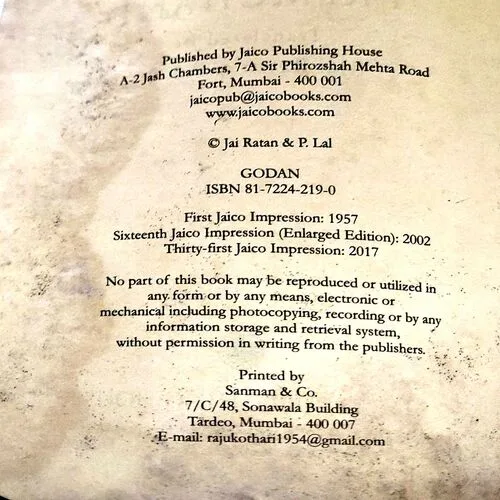 Published by Jaico Publishing House
A-2 Jash Chambers, 7-A Sir Phirozshah Mehta Road
Fort, Mumbai - 400 001
jaicopub@jaicobooks.com
www.jaicobooks.com
© Jai Ratan & P. Lal
GODAN
ISBN 81-7224-219-0
First Jaico Impression: 1957
Sixteenth Jaico Impression (Enlarged Edition): 2002
Thirty-first Jaico Impression: 2017
No part of this book may be reproduced or utilized in
any form or by any means, electronic or
mechanical including photocopying, recording or by any
information storage and retrieval system,
without permission in writing from the publishers.
Printed by
Sanman & Co.
7/C/48, Sonawala Building
Tardeo, Mumbai - 400 007
E-mail: rajukothari1954@gmail.com